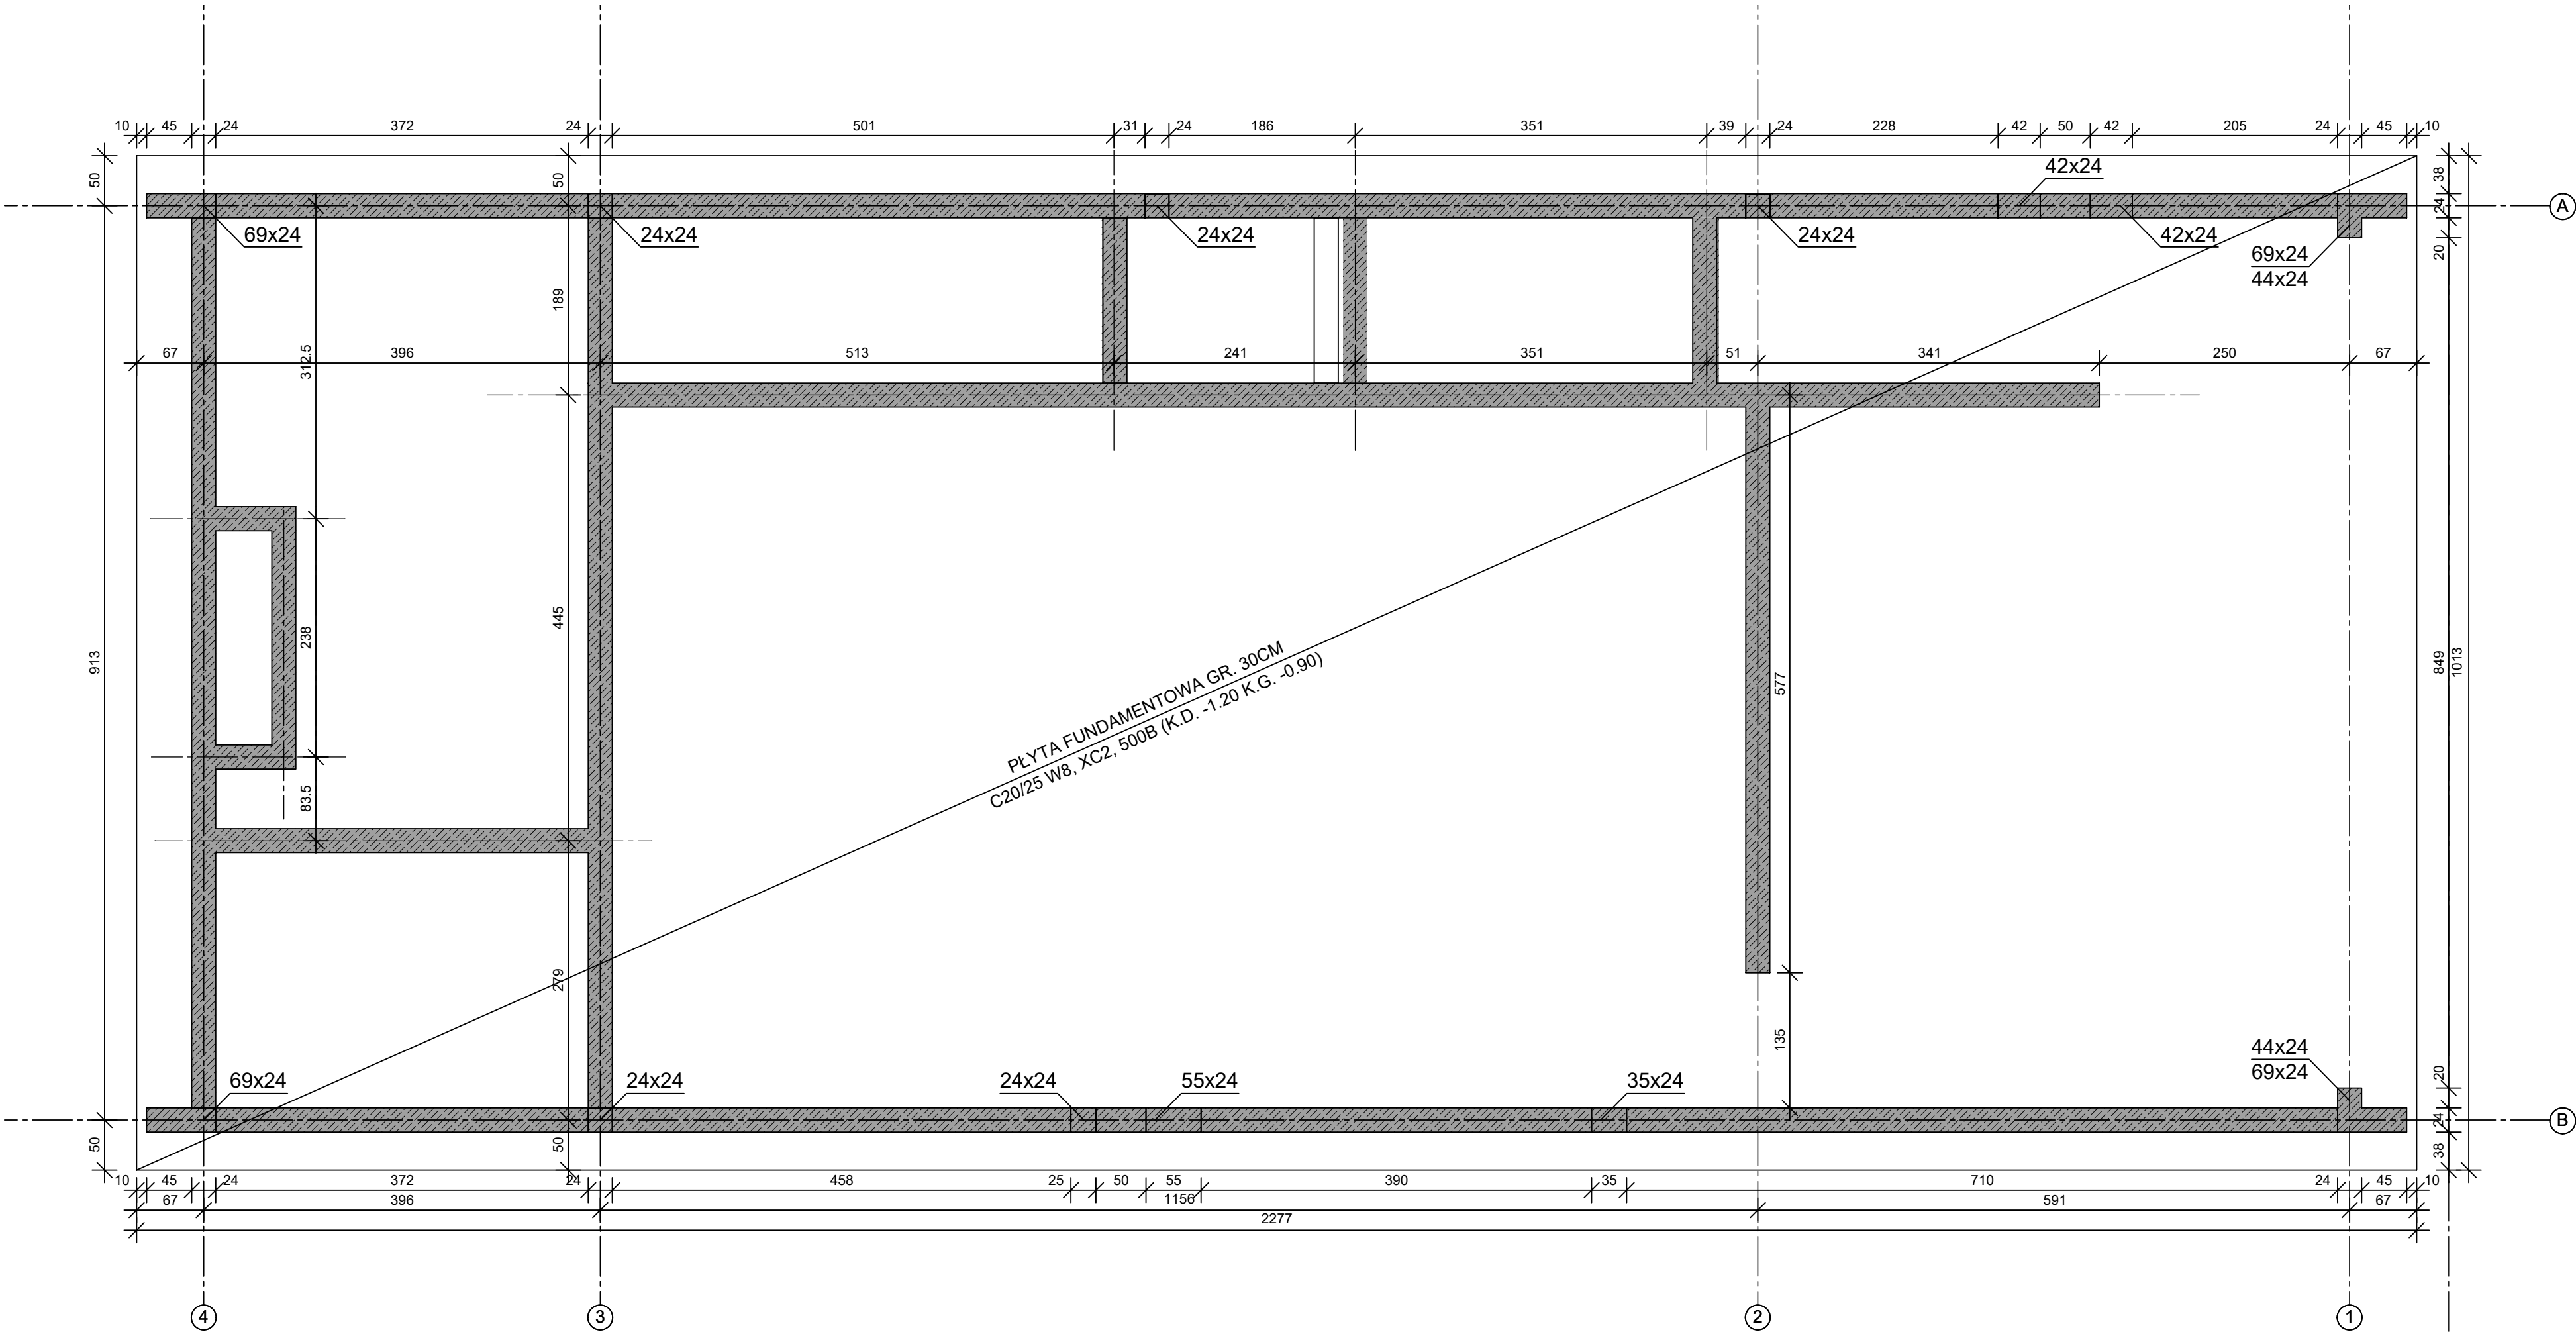 10 45 24 372 24 501 31 24 186 351 39 24 228 42 50 42 205 24 45 10
50 50 42x24 38
24
A
69x24 24x24 24x24 24x24 42x24
20
69x24
44x24
189
312.5
67 396 513 241 351 51 341 250 67
445
238
913
577
849
1013
PŁYTA FUNDAMENTOWA GR. 30CM
C20/25 W8, XC2, 500B (K.D. -1.20 K.G. -0.90)
83.5
279
135
44x24
69x24
20
69x24 24x24 24x24 55x24 35x24
24
B
50 50 38
10 45 24 372 24 458 25 50 55 390 35 710 24 45 10
67 396 1156 591 67
2277
4 3 2 1